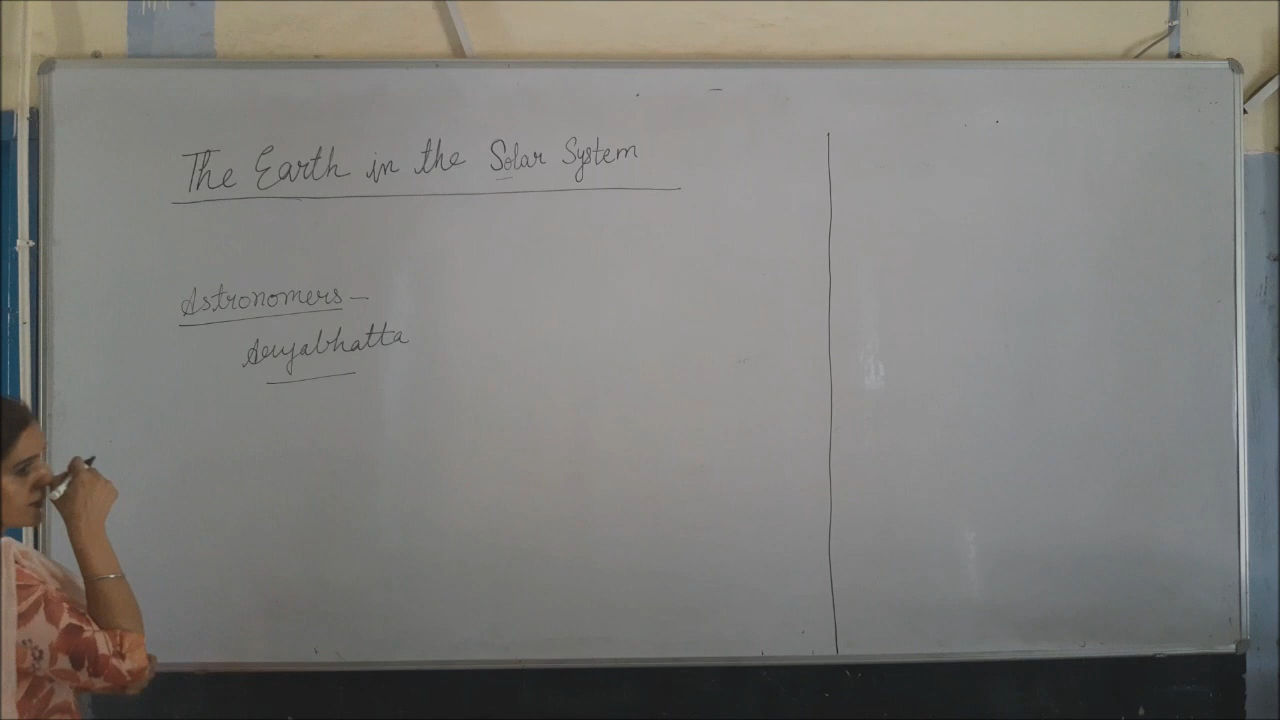 The Earth in the Solar System
Astronomers –
Aryabhatta